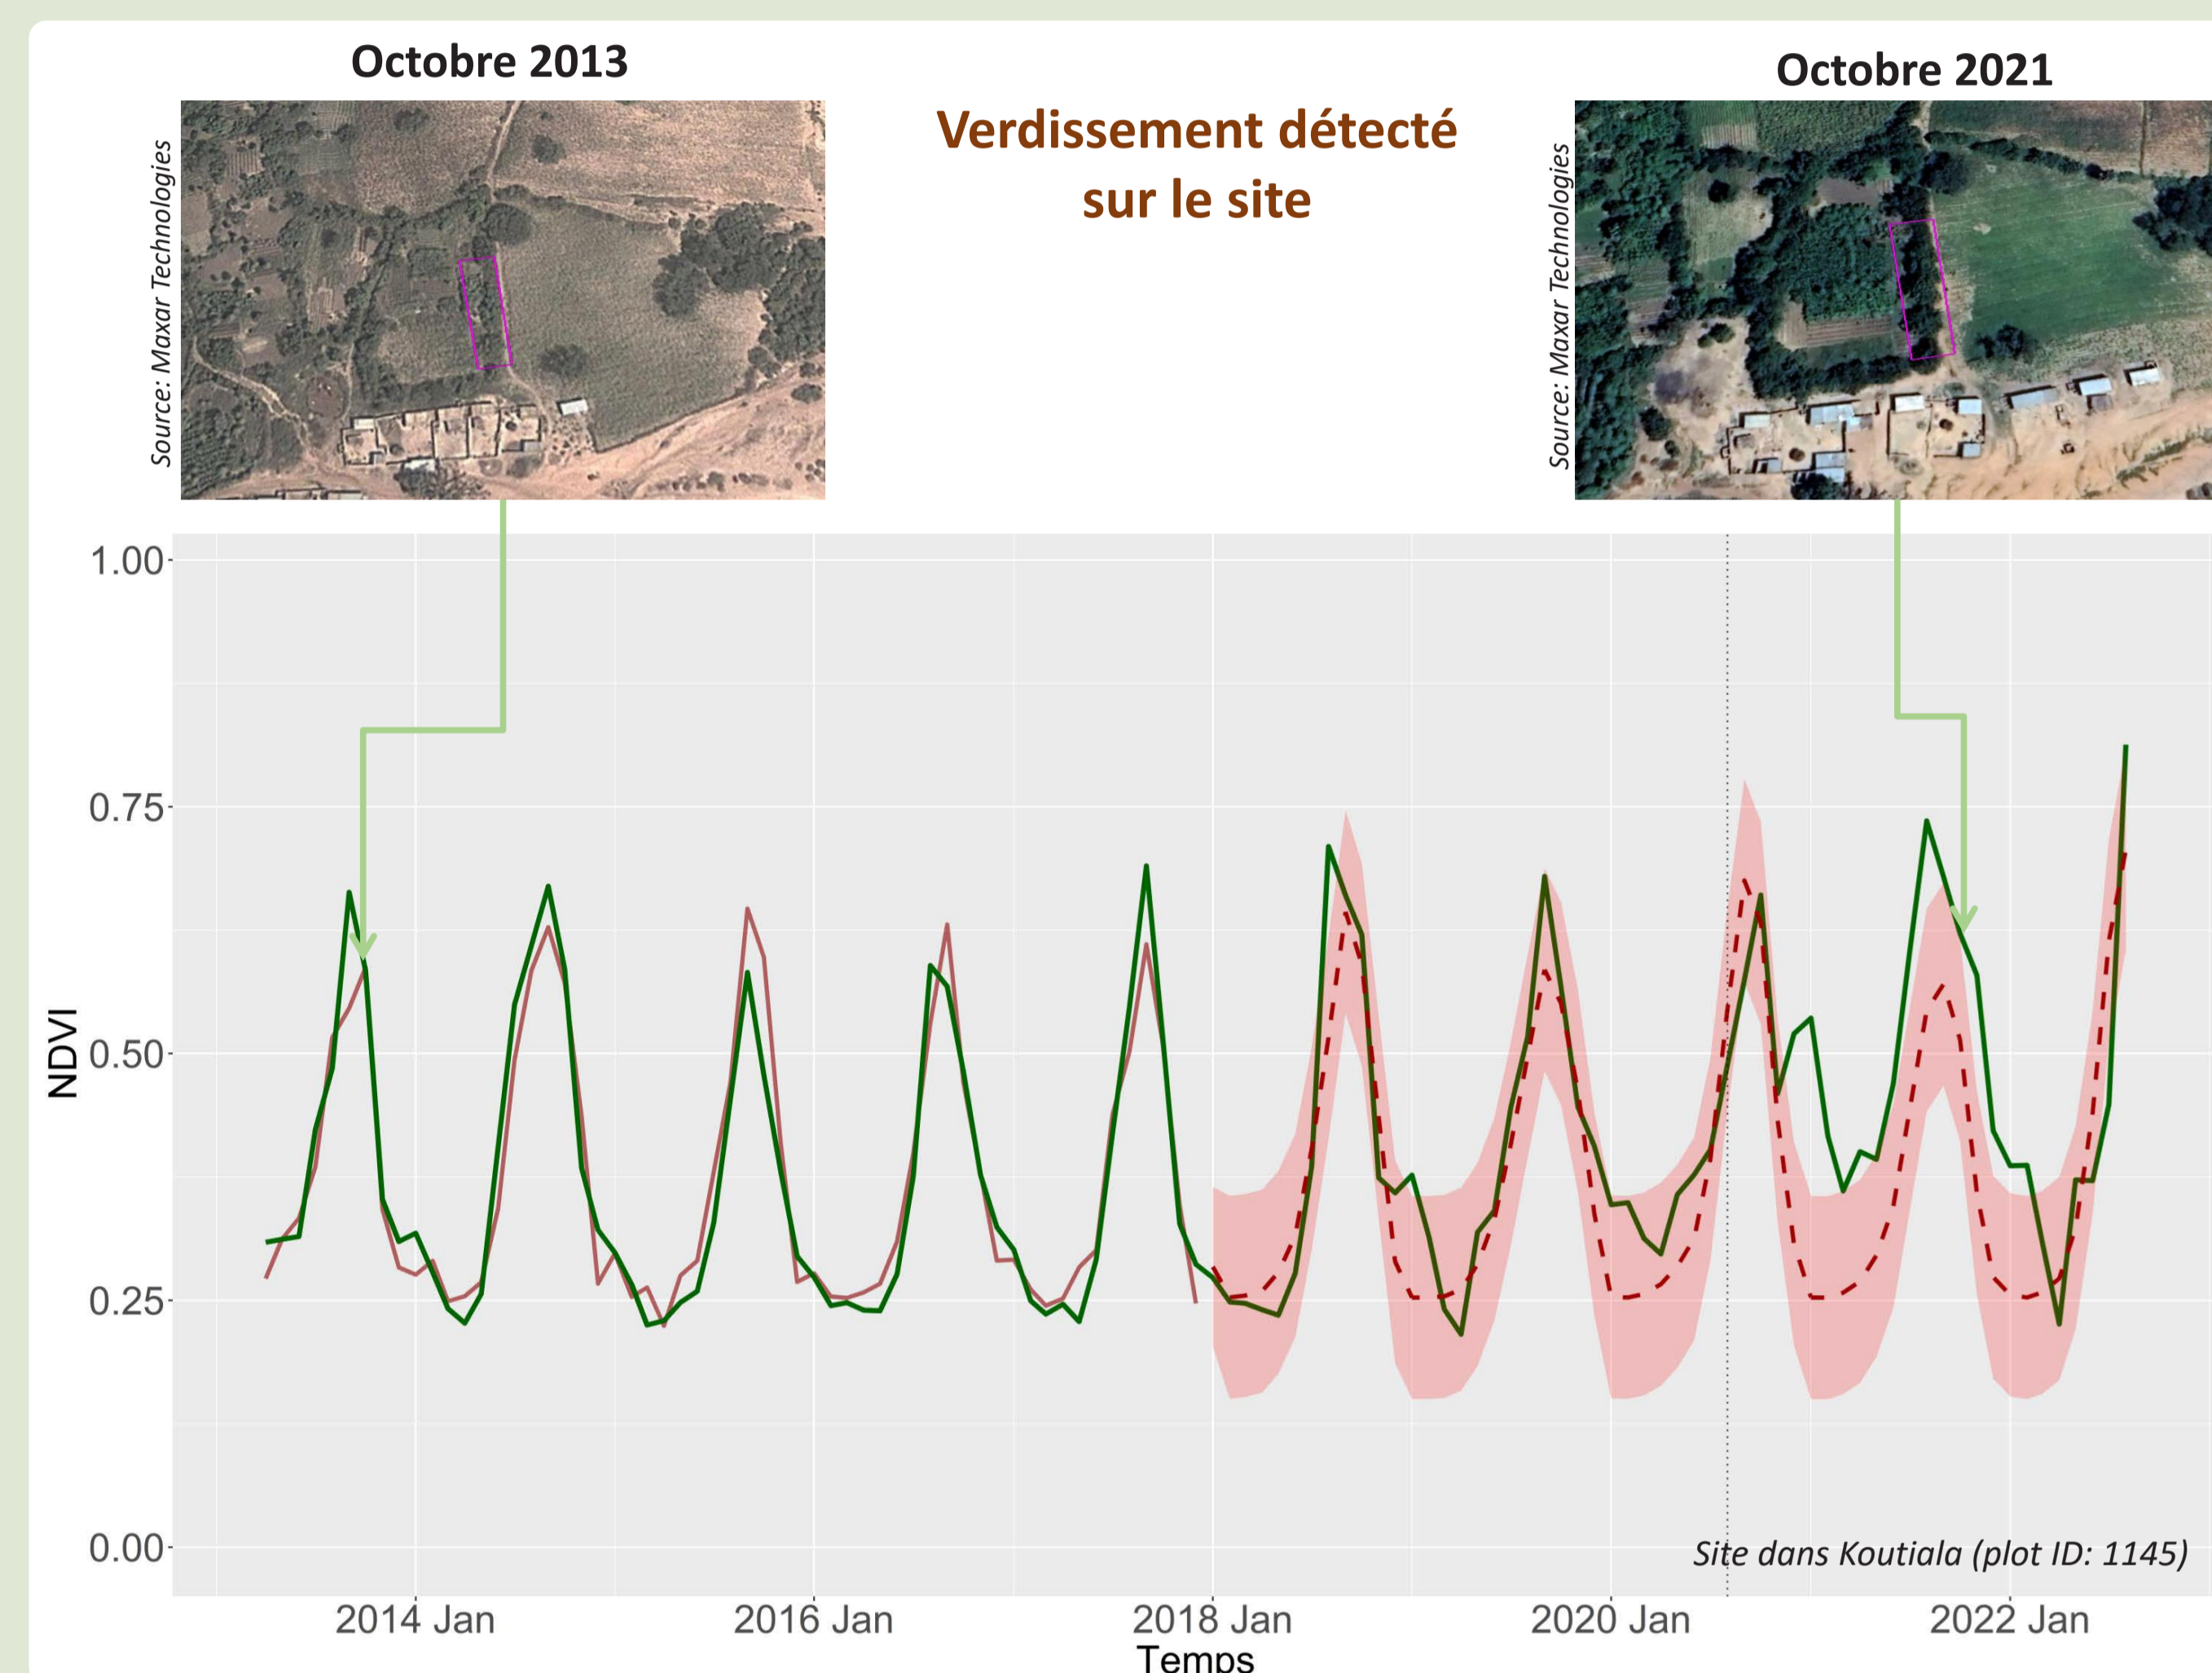 Octobre 2013
Octobre 2021
Verdissement détecté
sur le site
Source: Maxar Technologies
Source: Maxar Technologies
1.00
0.75
0.50
0.25
0.00
NDVI
Site dans Koutiala (plot ID: 1145)
2014 Jan
2016 Jan
2018 Jan
2020 Jan
2022 Jan
Temps